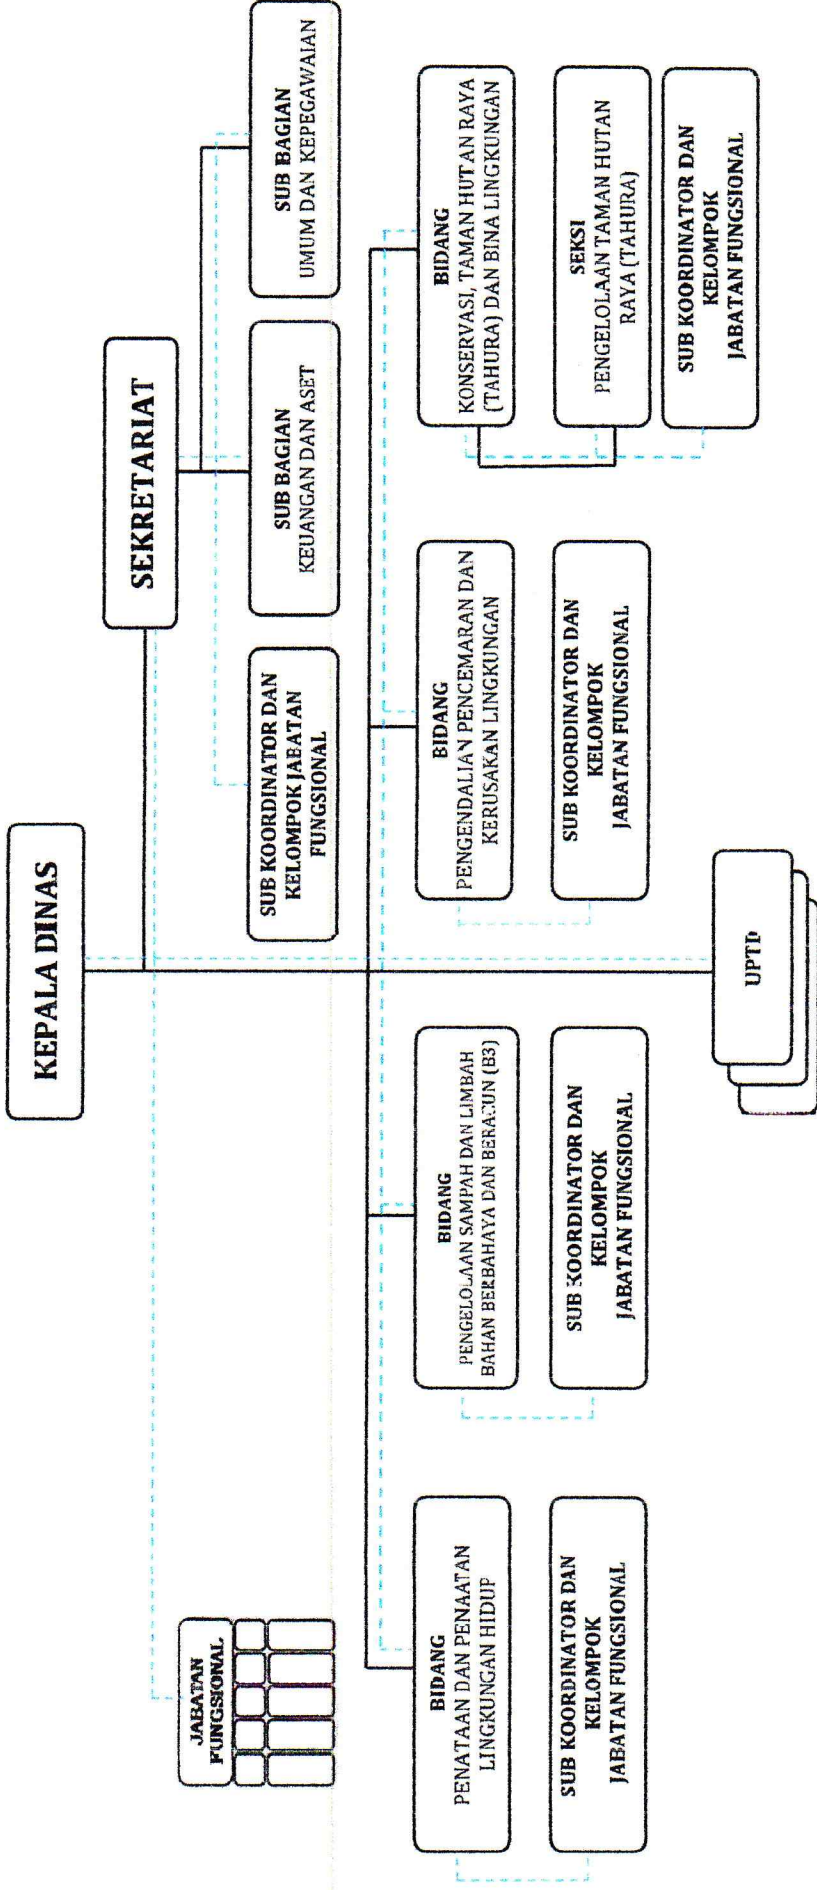 KEPALA DINAS
SEKRETARIAT
JABATAN
FUNGSIONAL
SUB KOORDINATOR DAN
KELOMPOK JABATAN
FUNGSIONAL
SUB BAGIAN
KEUANGAN DAN ASET
SUB BAGIAN
UMUM DAN KEPEGAWAIAN
BIDANG
PENATAAN DAN PENAATAN
LINGKUNGAN HIDUP
BIDANG
PENGELOLAAN SAMPAH DAN LIMBAH
BAHAN BERBAHAYA DAN BERACUN (B3)
BIDANG
PENGENDALIAN PENCEMARAN DAN
KERUSAKAN LINGKUNGAN
BIDANG
KONSERVASI, TAMAN HUTAN RAYA
(TAHURA) DAN BINA LINGKUNGAN
SUB KOORDINATOR DAN
KELOMPOK
JABATAN FUNGSIONAL
SUB KOORDINATOR DAN
KELOMPOK
JABATAN FUNGSIONAL
SUB KOORDINATOR DAN
KELOMPOK
JABATAN FUNGSIONAL
SEKSI
PENGELOLAAN TAMAN HUTAN
RAYA (TAHURA)
SUB KOORDINATOR DAN
KELOMPOK
JABATAN FUNGSIONAL
UPTD